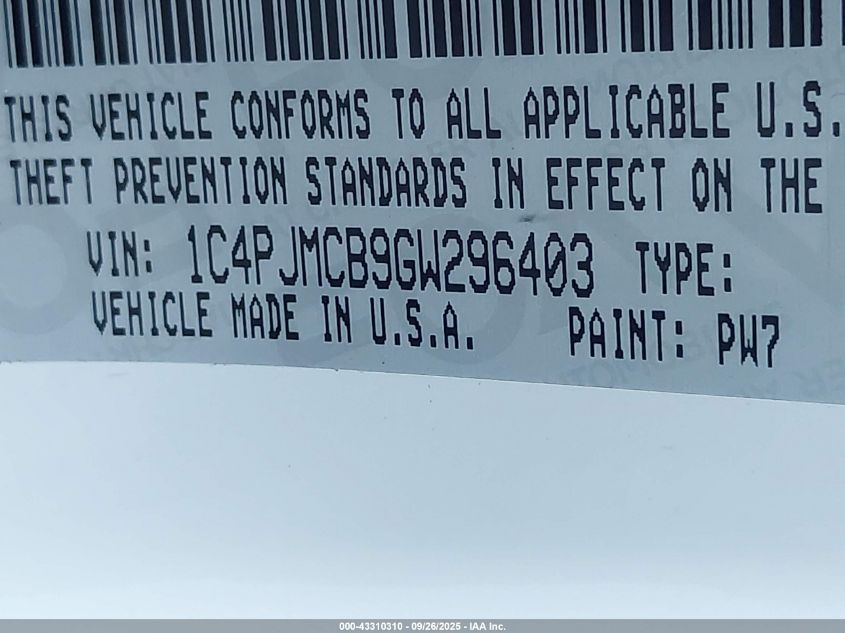 THIS VEHICLE CONFORMS TO ALL APPLICABLE U.S.
THEFT PREVENTION STANDARDS IN EFFECT ON THE
VIN: 1C4PJMCB9GW296403 TYPE:
VEHICLE MADE IN U.S.A. PAINT: PW7
000-43310310 - 09/26/2025 - IAA Inc.